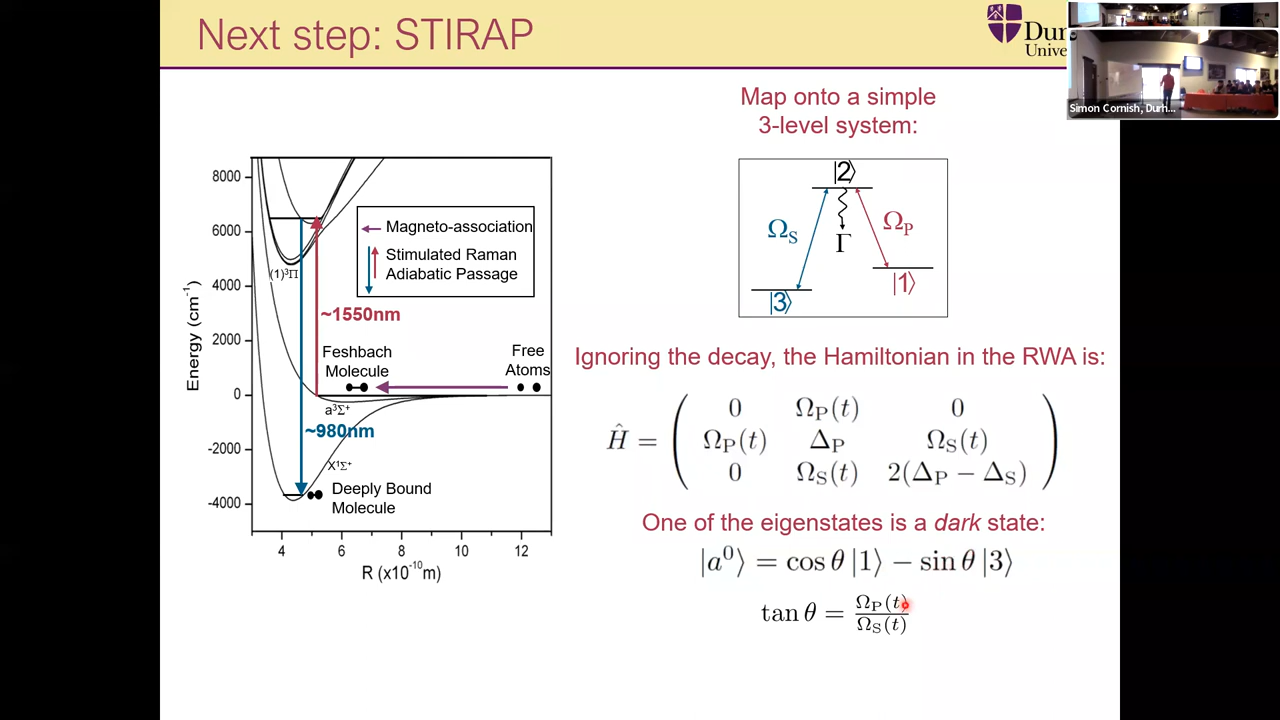 Next step: STIRAP
Dur
Unive
Simon Cornish, Durh...
Map onto a simple
3-level system:
|2⟩
Ω_S
Γ
Ω_P
|1⟩
|3⟩
8000
6000
4000
2000
0
-2000
-4000
Energy (cm⁻¹)
4
6
8
10
12
R (x10⁻¹⁰m)
Magneto-association
Stimulated Raman
Adiabatic Passage
(1)³Π
~1550nm
Feshbach
Molecule
Free
Atoms
a³Σ⁺
~980nm
X¹Σ⁺
Deeply Bound
Molecule
Ignoring the decay, the Hamiltonian in the RWA is:
Ĥ = ( 0 Ω_P(t) 0
Ω_P(t) Δ_P Ω_S(t)
0 Ω_S(t) 2(Δ_P − Δ_S) )
One of the eigenstates is a dark state:
|a⁰⟩ = cos θ |1⟩ − sin θ |3⟩
tan θ = Ω_P(t) / Ω_S(t)